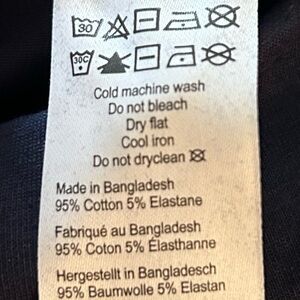 30
30C
Cold machine wash
Do not bleach
Dry flat
Cool iron
Do not dryclean
Made in Bangladesh
95% Cotton 5% Elastane
Fabriqué au Bangladesh
95% Coton 5% Élasthanne
Hergestellt in Bangladesch
95% Baumwolle 5% Elastan